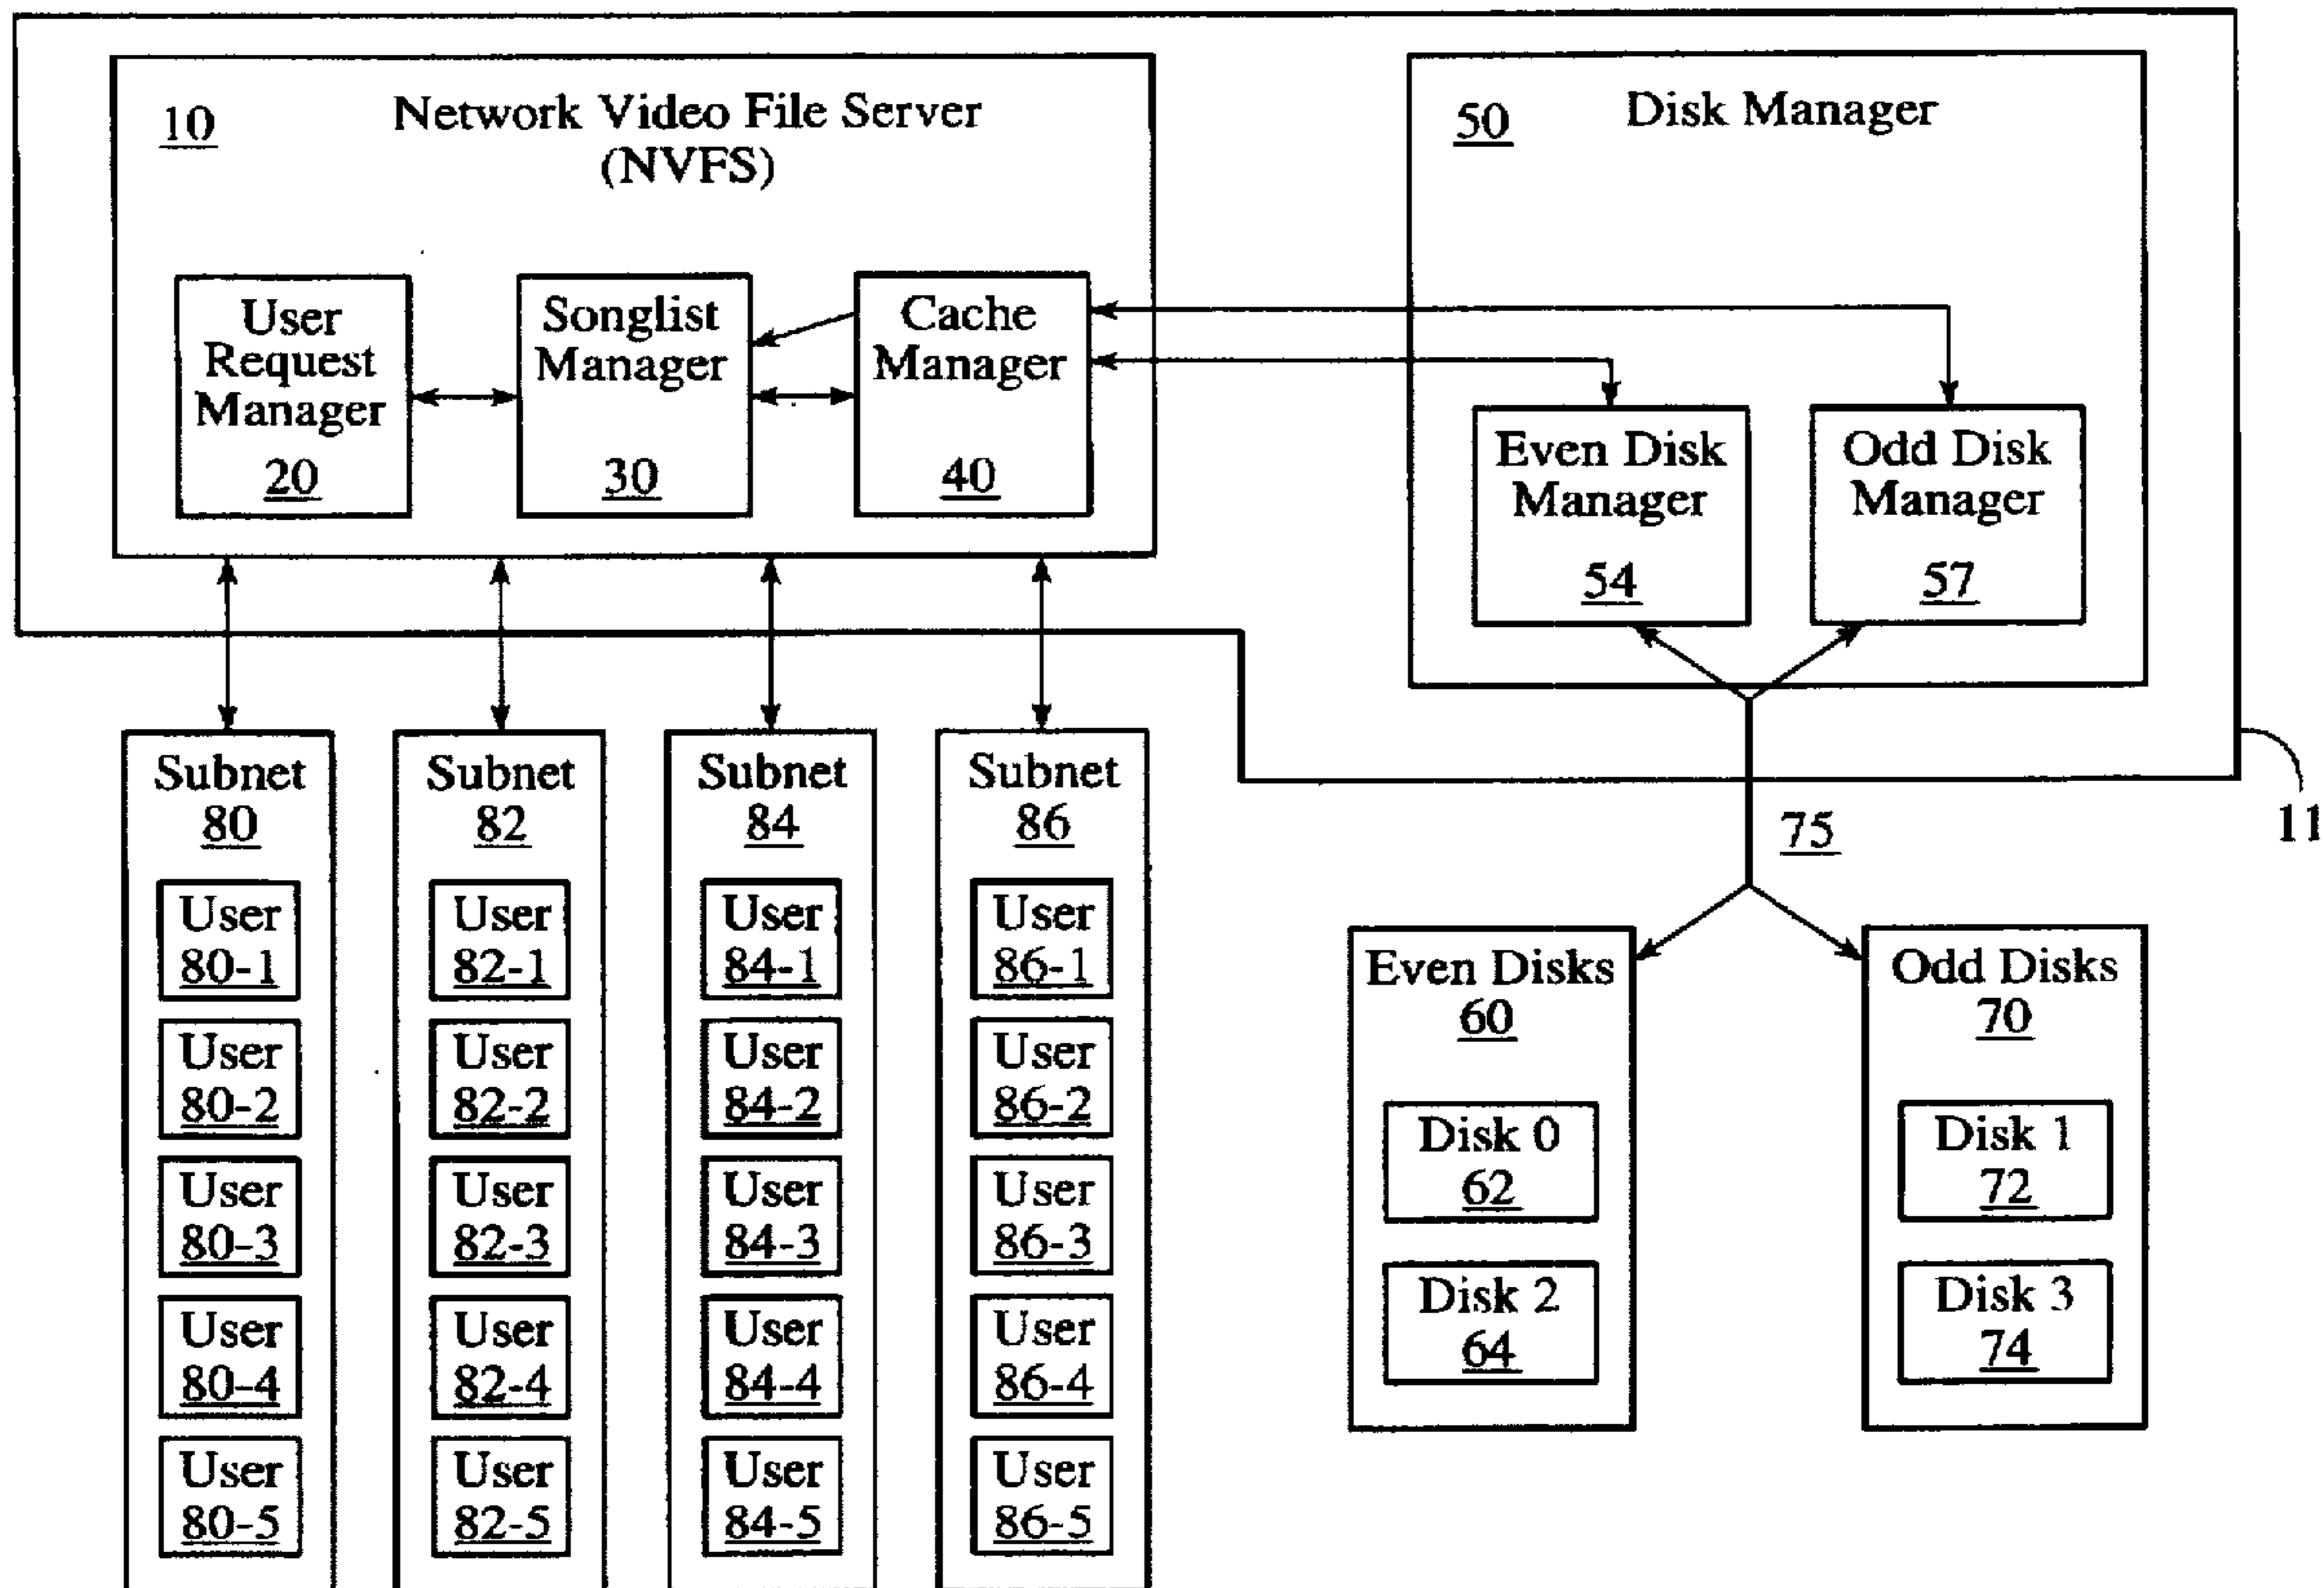 10
Network Video File Server
(NVFS)
User
Request
Manager
20
Songlist
Manager
30
Cache
Manager
40
50
Disk Manager
Even Disk
Manager
54
Odd Disk
Manager
57
11
75
Subnet
80
User
80-1
User
80-2
User
80-3
User
80-4
User
80-5
Subnet
82
User
82-1
User
82-2
User
82-3
User
82-4
User
82-5
Subnet
84
User
84-1
User
84-2
User
84-3
User
84-4
User
84-5
Subnet
86
User
86-1
User
86-2
User
86-3
User
86-4
User
86-5
Even Disks
60
Disk 0
62
Disk 2
64
Odd Disks
70
Disk 1
72
Disk 3
74